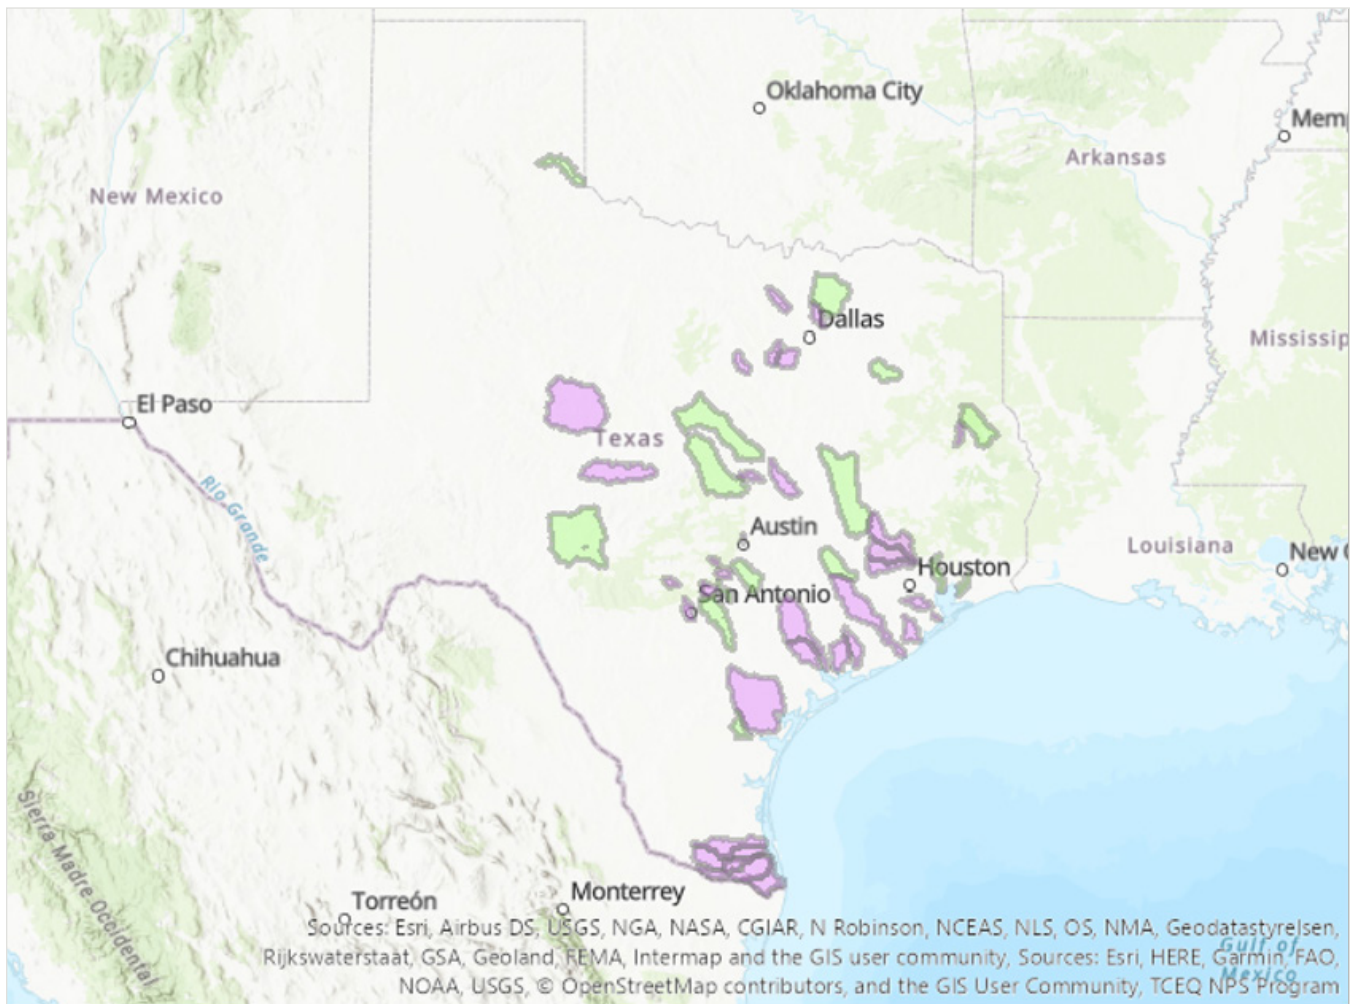 Oklahoma City
Mem
Arkansas
New Mexico
Dallas
Mississip
El Paso
Texas
Rio Grande
Austin
Louisiana
New O
Houston
San Antonio
Chihuahua
Sierra Madre Occidental
Monterrey
Torreón
Sources: Esri, Airbus DS, USGS, NGA, NASA, CGIAR, N Robinson, NCEAS, NLS, OS, NMA, Geodatastyrelsen,
Gulf of
Rijkswaterstaat, GSA, Geoland, FEMA, Intermap and the GIS user community, Sources: Esri, HERE, Garmin, FAO,
Mexico
NOAA, USGS, © OpenStreetMap contributors, and the GIS User Community, TCEQ NPS Program